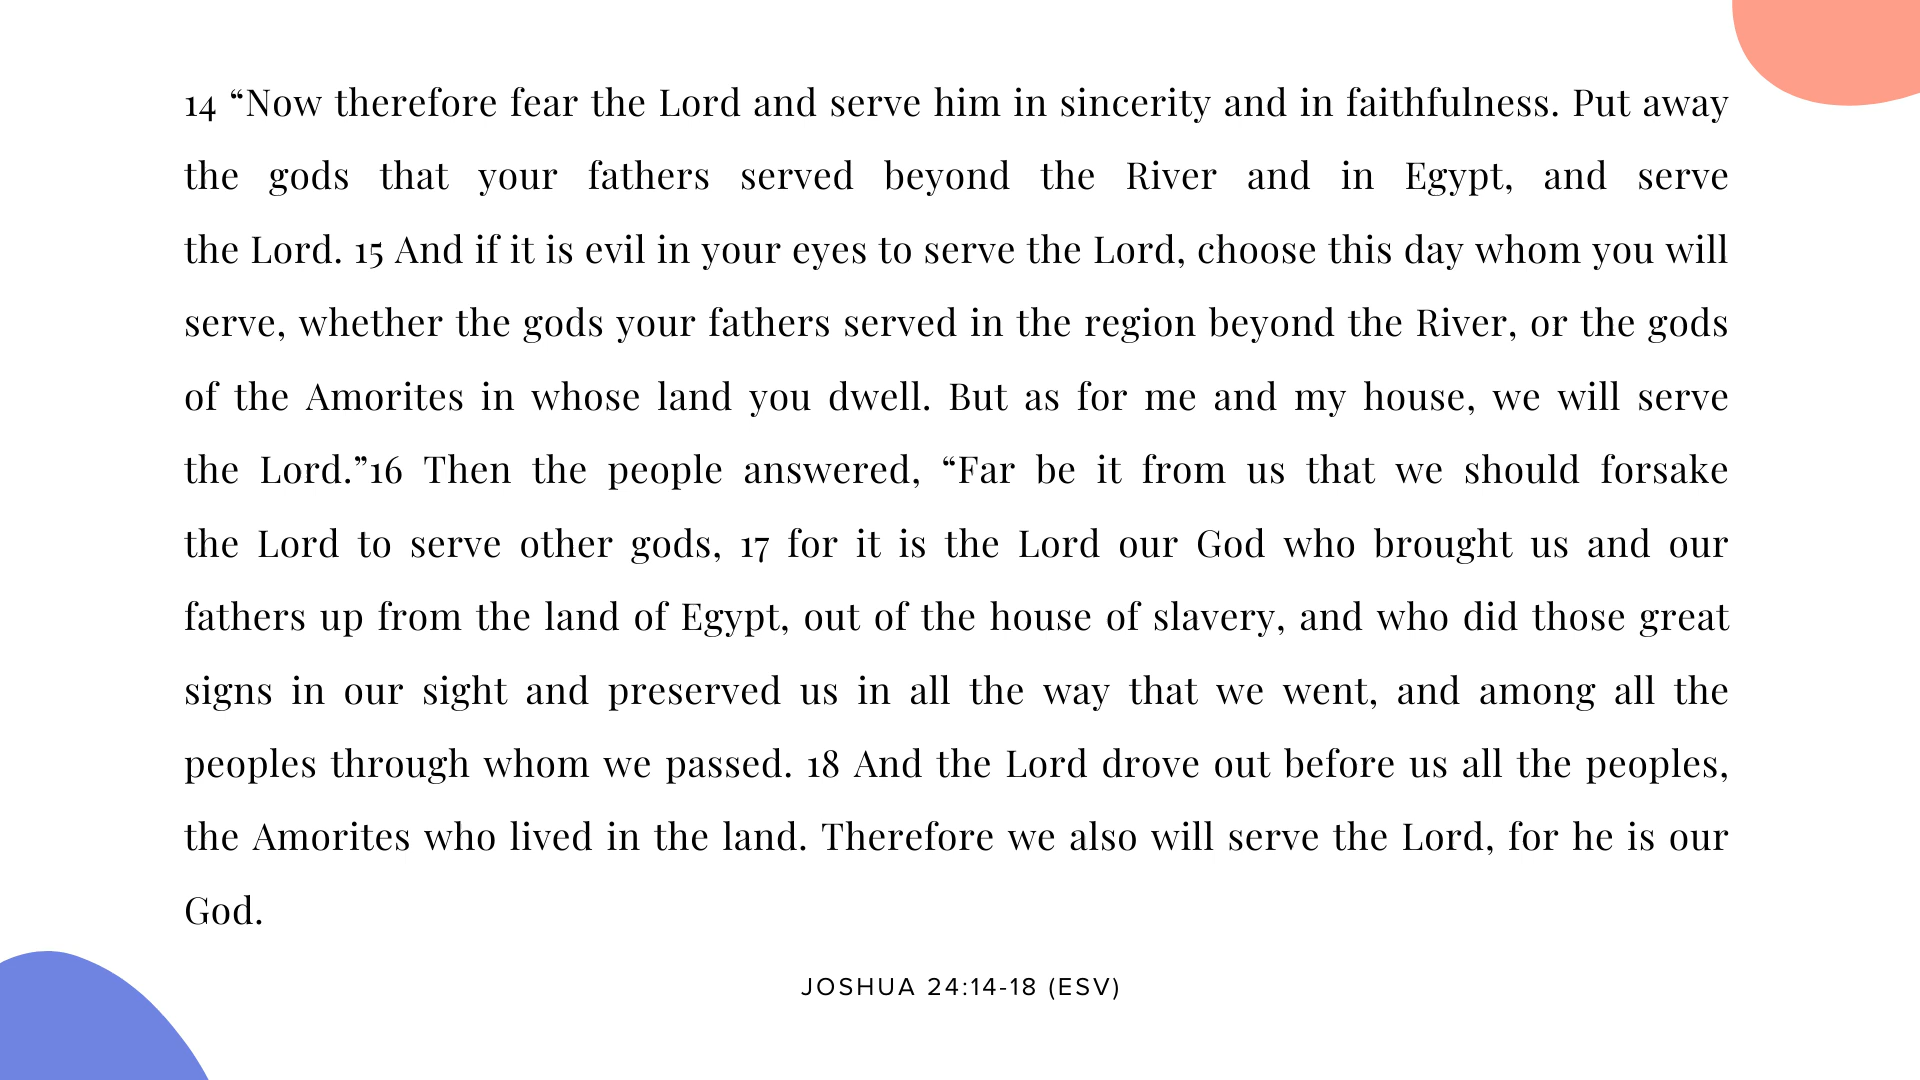 14 “Now therefore fear the Lord and serve him in sincerity and in faithfulness. Put away
the gods that your fathers served beyond the River and in Egypt, and serve
the Lord. 15 And if it is evil in your eyes to serve the Lord, choose this day whom you will
serve, whether the gods your fathers served in the region beyond the River, or the gods
of the Amorites in whose land you dwell. But as for me and my house, we will serve
the Lord.”16 Then the people answered, “Far be it from us that we should forsake
the Lord to serve other gods, 17 for it is the Lord our God who brought us and our
fathers up from the land of Egypt, out of the house of slavery, and who did those great
signs in our sight and preserved us in all the way that we went, and among all the
peoples through whom we passed. 18 And the Lord drove out before us all the peoples,
the Amorites who lived in the land. Therefore we also will serve the Lord, for he is our
God.
JOSHUA 24:14-18 (ESV)